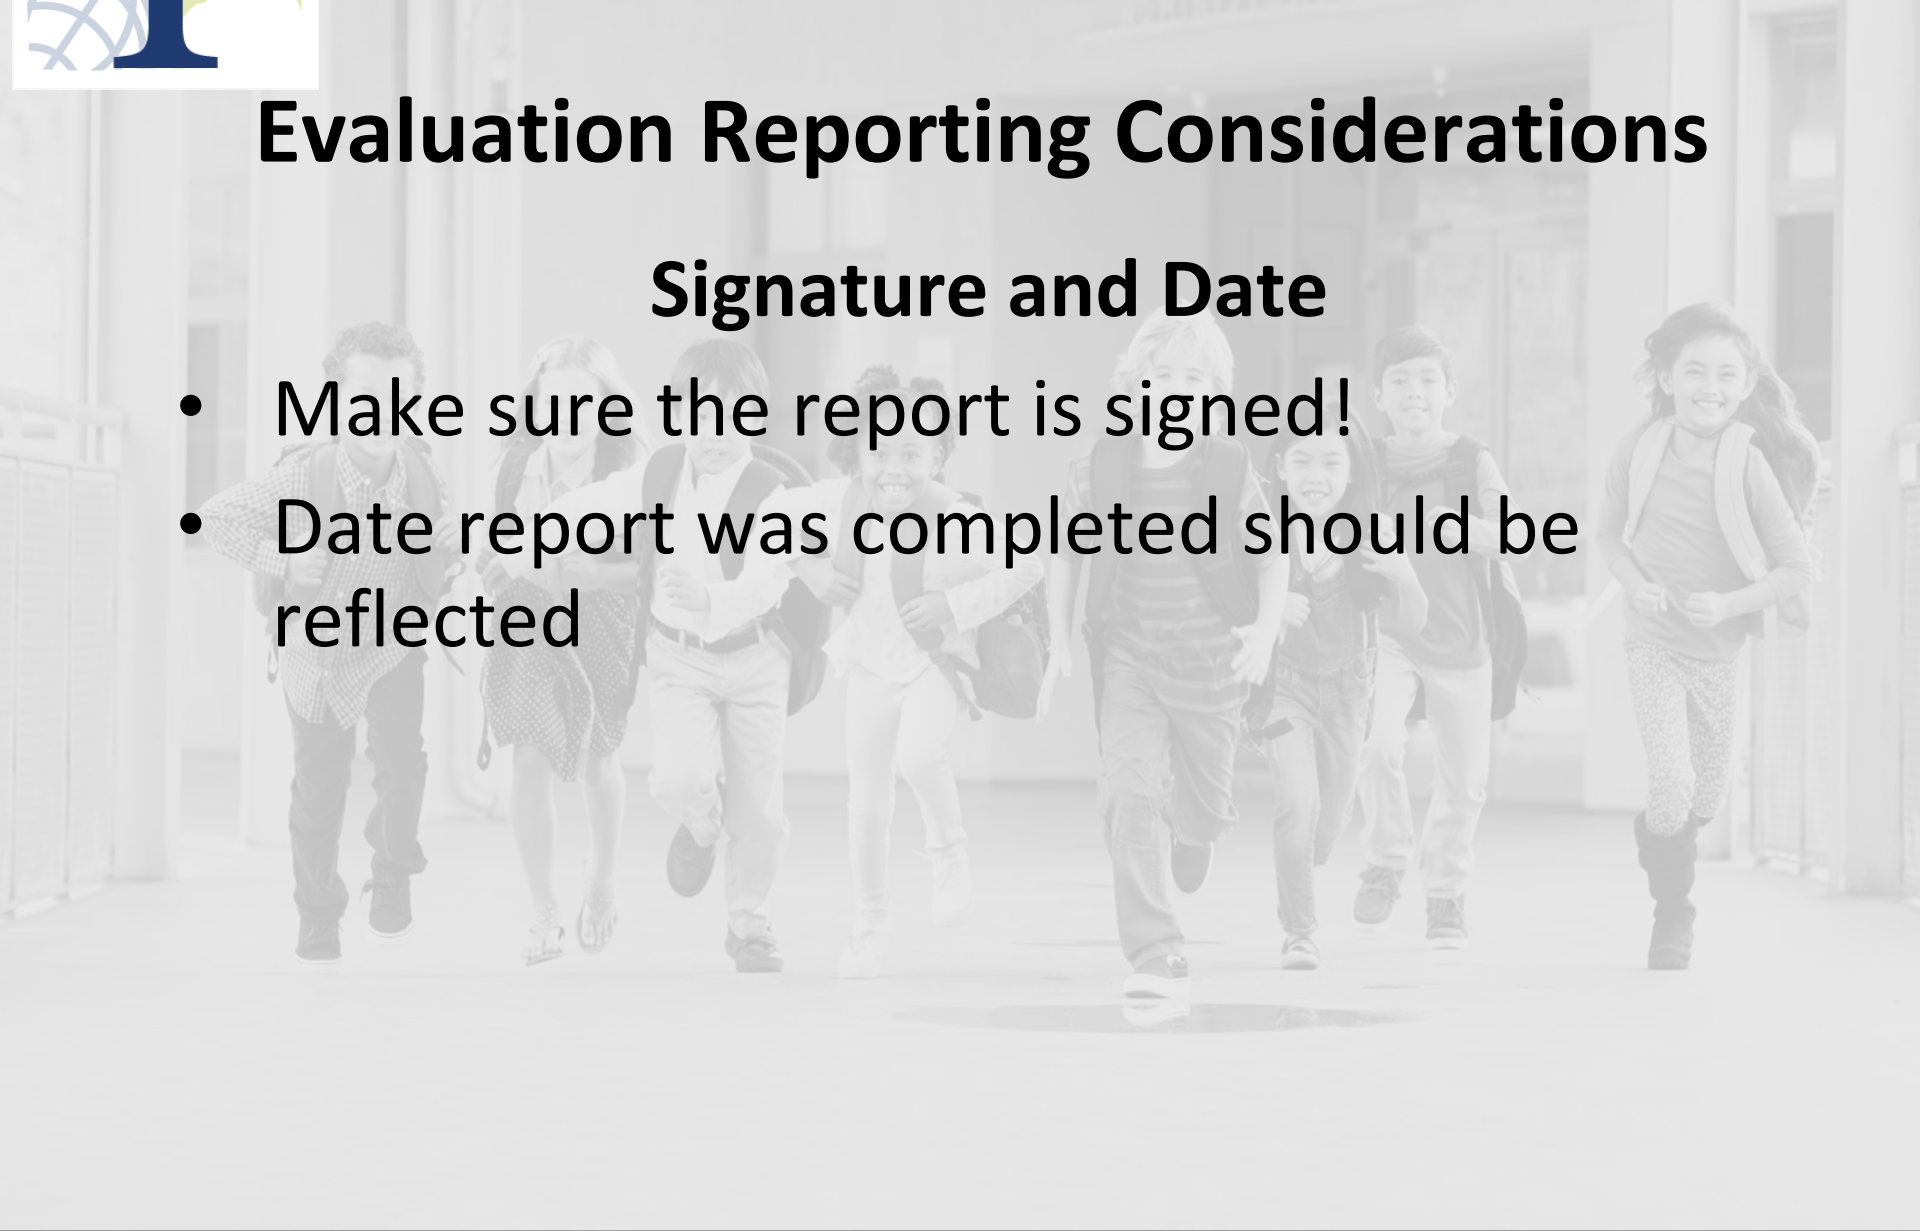 Evaluation Reporting Considerations
Signature and Date
• Make sure the report is signed!
• Date report was completed should be
reflected